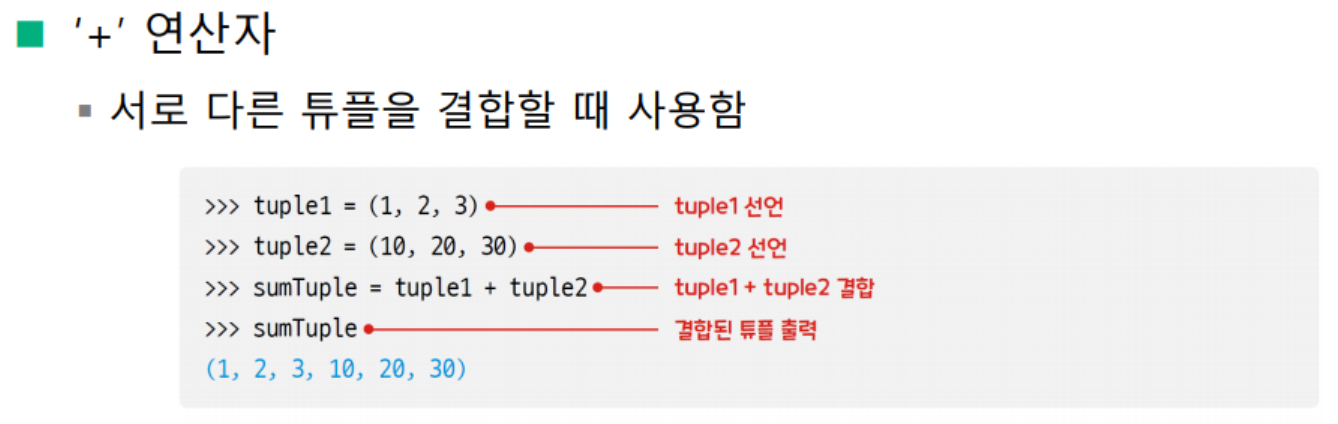 '+' 연산자
서로 다른 튜플을 결합할 때 사용함
>>> tuple1 = (1, 2, 3) tuple1 선언
>>> tuple2 = (10, 20, 30) tuple2 선언
>>> sumTuple = tuple1 + tuple2 tuple1 + tuple2 결합
>>> sumTuple 결합된 튜플 출력
(1, 2, 3, 10, 20, 30)